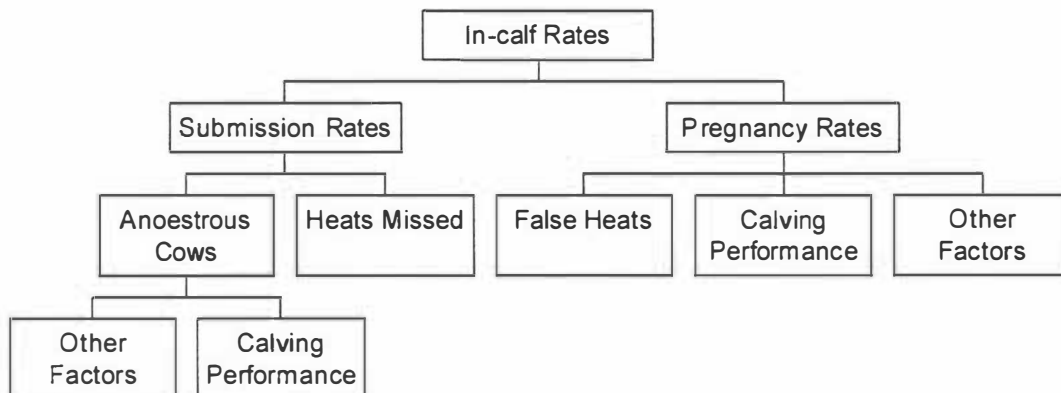 In-calf Rates
Submission Rates
Pregnancy Rates
Anoestrous
Cows
Heats Missed
False Heats
Calving
Performance
Other
Factors
Other
Factors
Calving
Performance